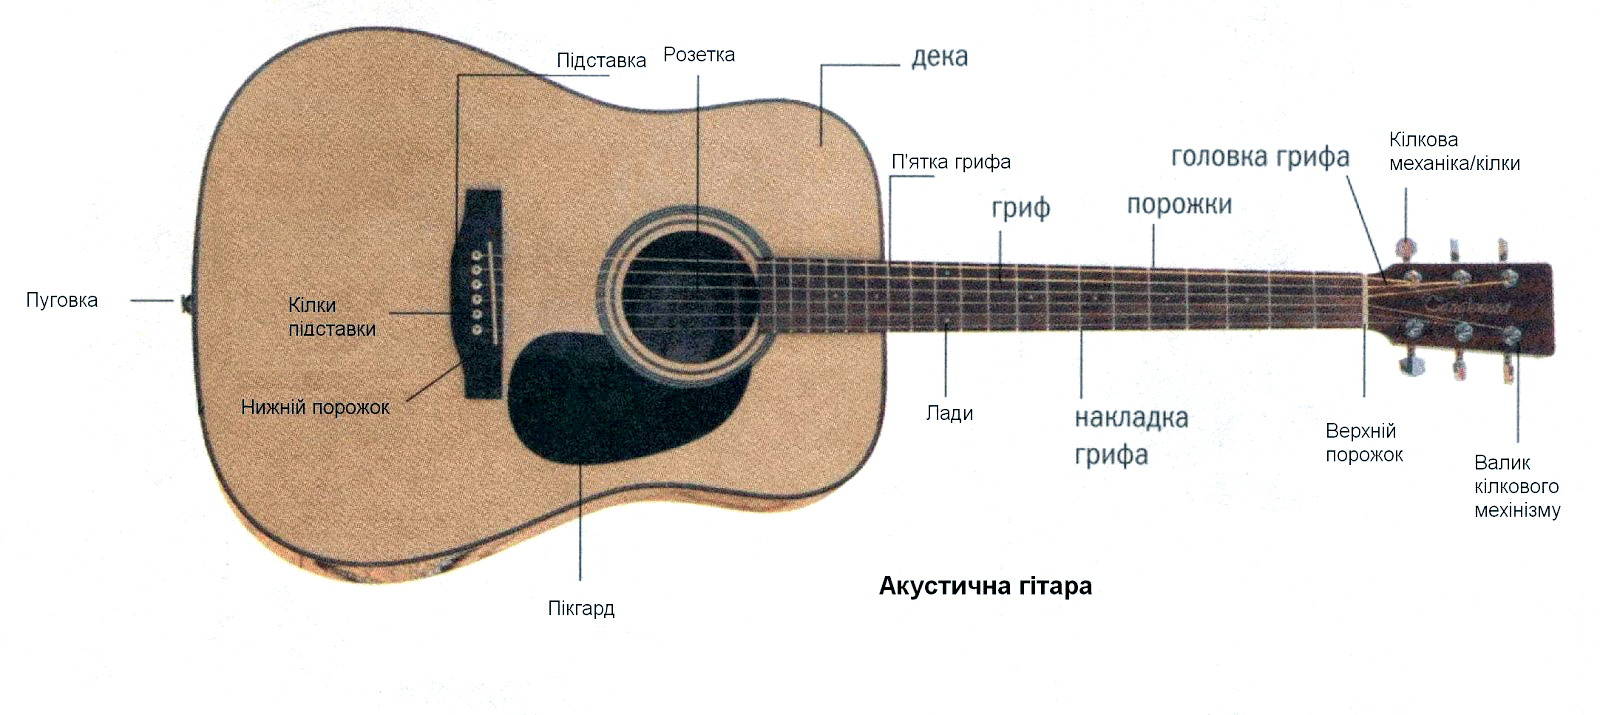 Підставка
Розетка
дека
П'ятка грифа
гриф
порожки
головка грифа
Кілкова
механіка/кілки
Пуговка
Кілки
підставки
Нижній порожок
Лади
накладка
грифа
Верхній
порожок
Валик
кілкового
мехінізму
Пікгард
Акустична гітара